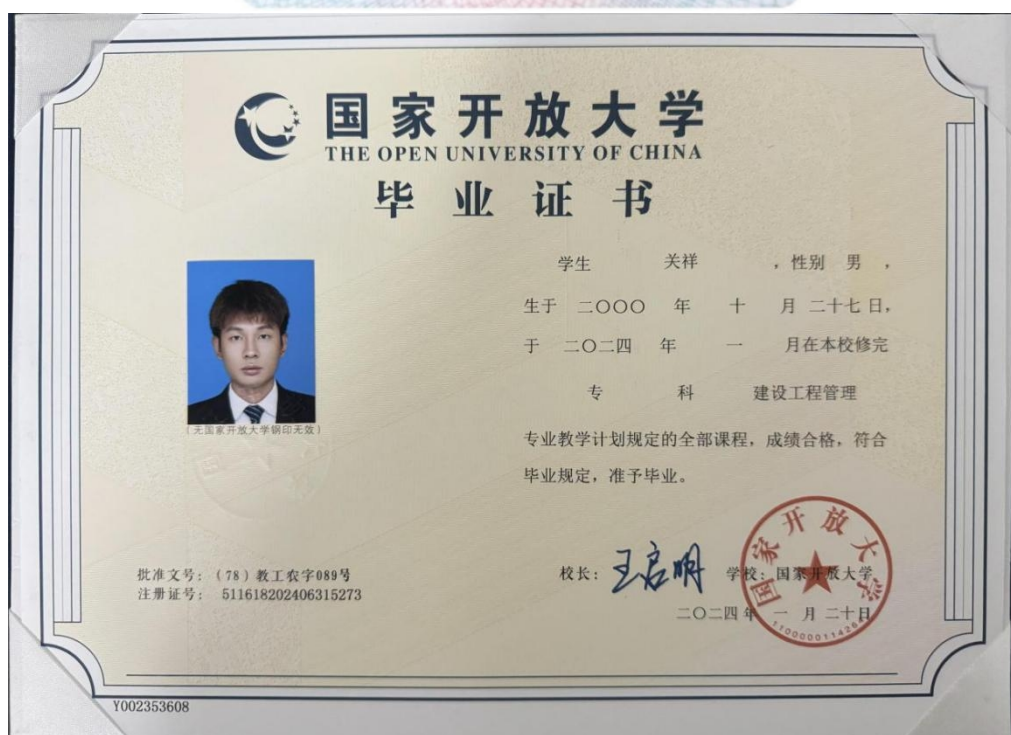 国家开放大学
THE OPEN UNIVERSITY OF CHINA
毕业证书
学生 关祥 ，性别 男 ，
生于 二〇〇〇 年 十 月 二十七 日，
于 二〇二四 年 一 月在本校修完
专 科 建设工程管理
专业教学计划规定的全部课程，成绩合格，符合
毕业规定，准予毕业。
（无国家开放大学钢印无效）
批准文号：（78）教工农字089号
注册证号： 511618202406315273
校长：王启明 学校：国家开放大学
二〇二四 年 一 月 二十日
国家开放大学
Y002353608